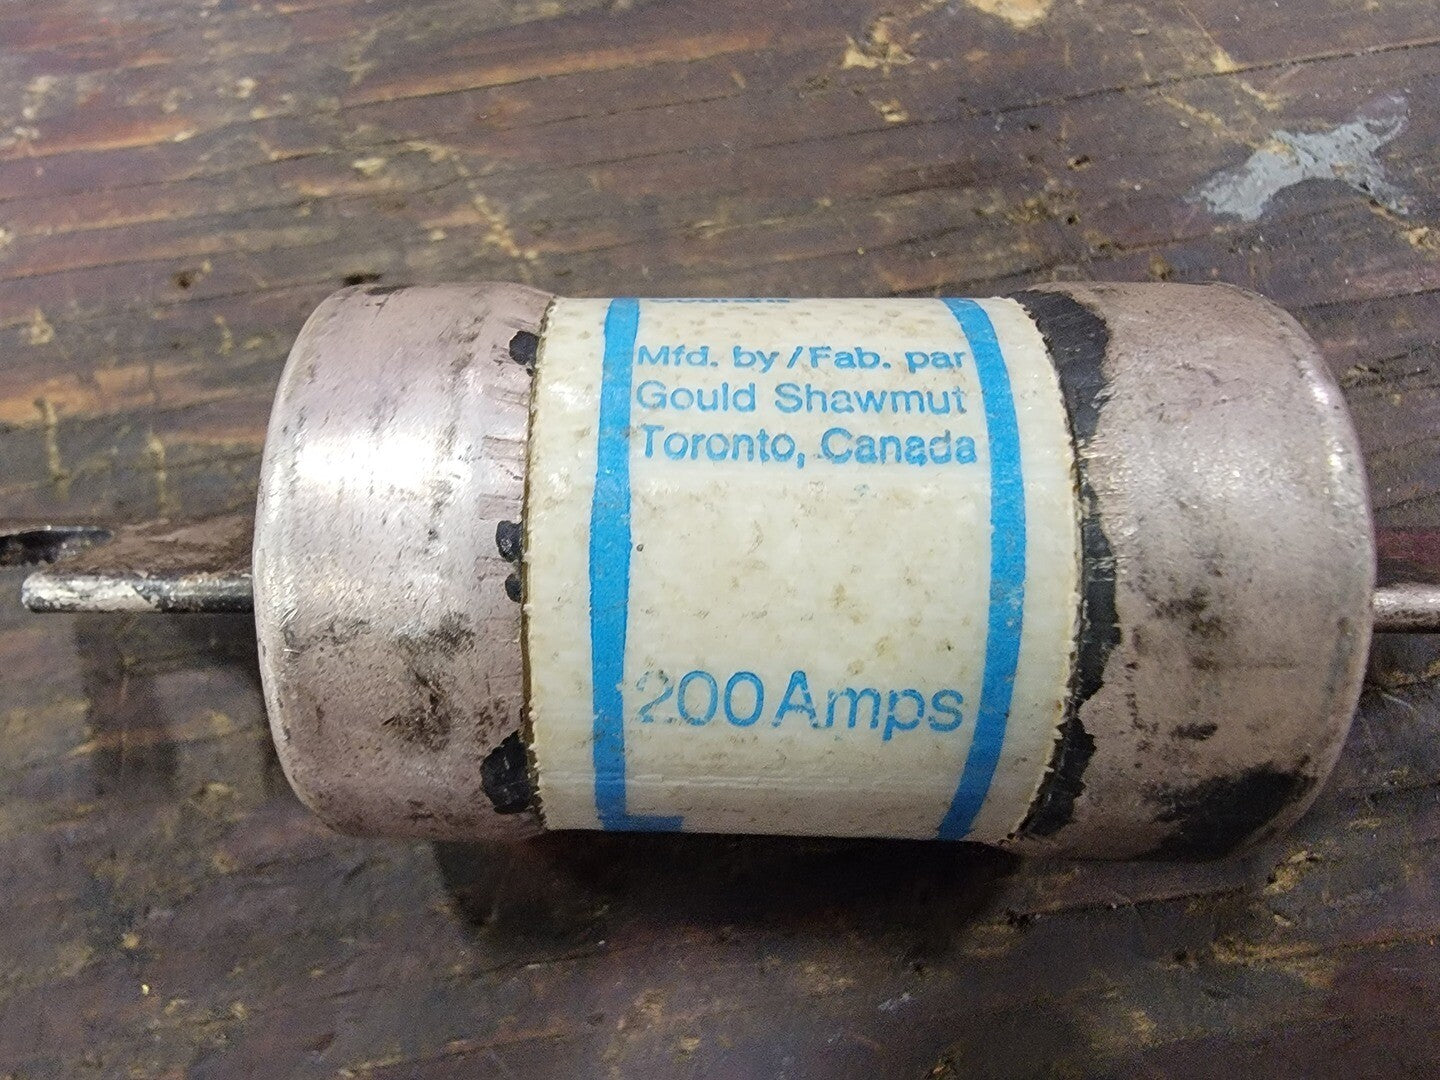 Mfd. by / Fab. par
Gould Shawmut
Toronto, Canada
200 Amps